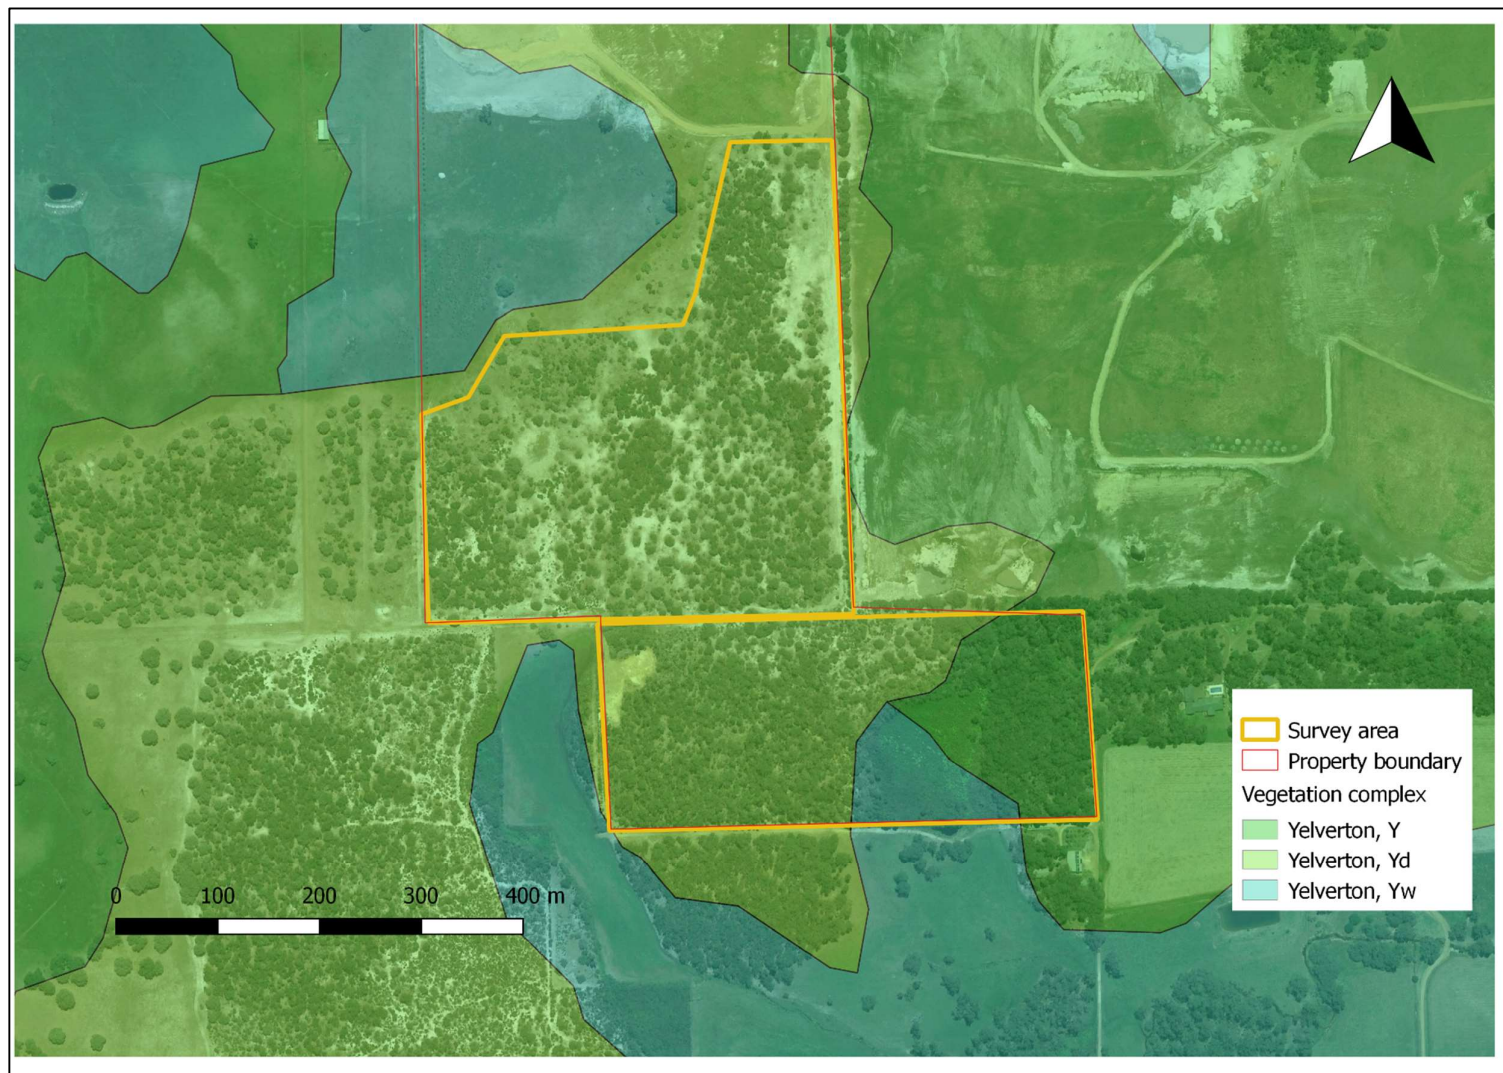 Survey area
Property boundary
Vegetation complex
Yelverton, Y
Yelverton, Yd
Yelverton, Yw
0 100 200 300 400 m